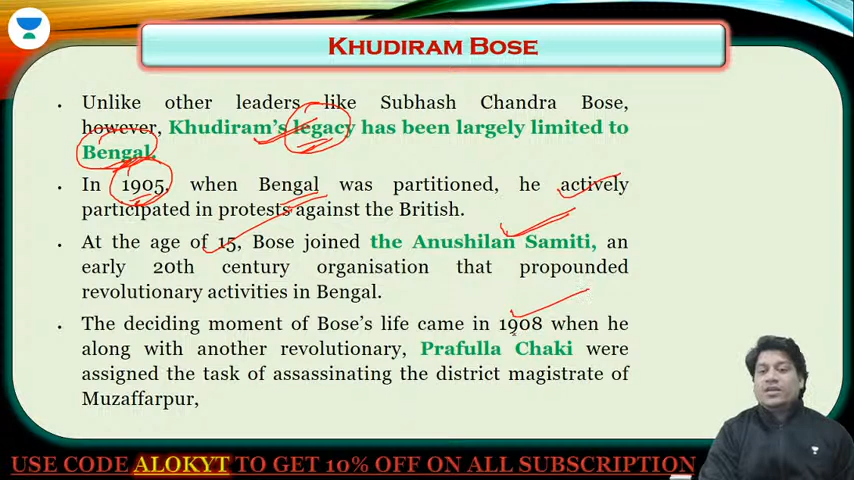 KHUDIRAM BOSE
• Unlike other leaders like Subhash Chandra Bose,
however, Khudiram's legacy has been largely limited to
Bengal.
• In 1905, when Bengal was partitioned, he actively
participated in protests against the British.
• At the age of 15, Bose joined the Anushilan Samiti, an
early 20th century organisation that propounded
revolutionary activities in Bengal.
• The deciding moment of Bose's life came in 1908 when he
along with another revolutionary, Prafulla Chaki were
assigned the task of assassinating the district magistrate of
Muzaffarpur,
USE CODE ALOKYT TO GET 10% OFF ON ALL SUBSCRIPTION